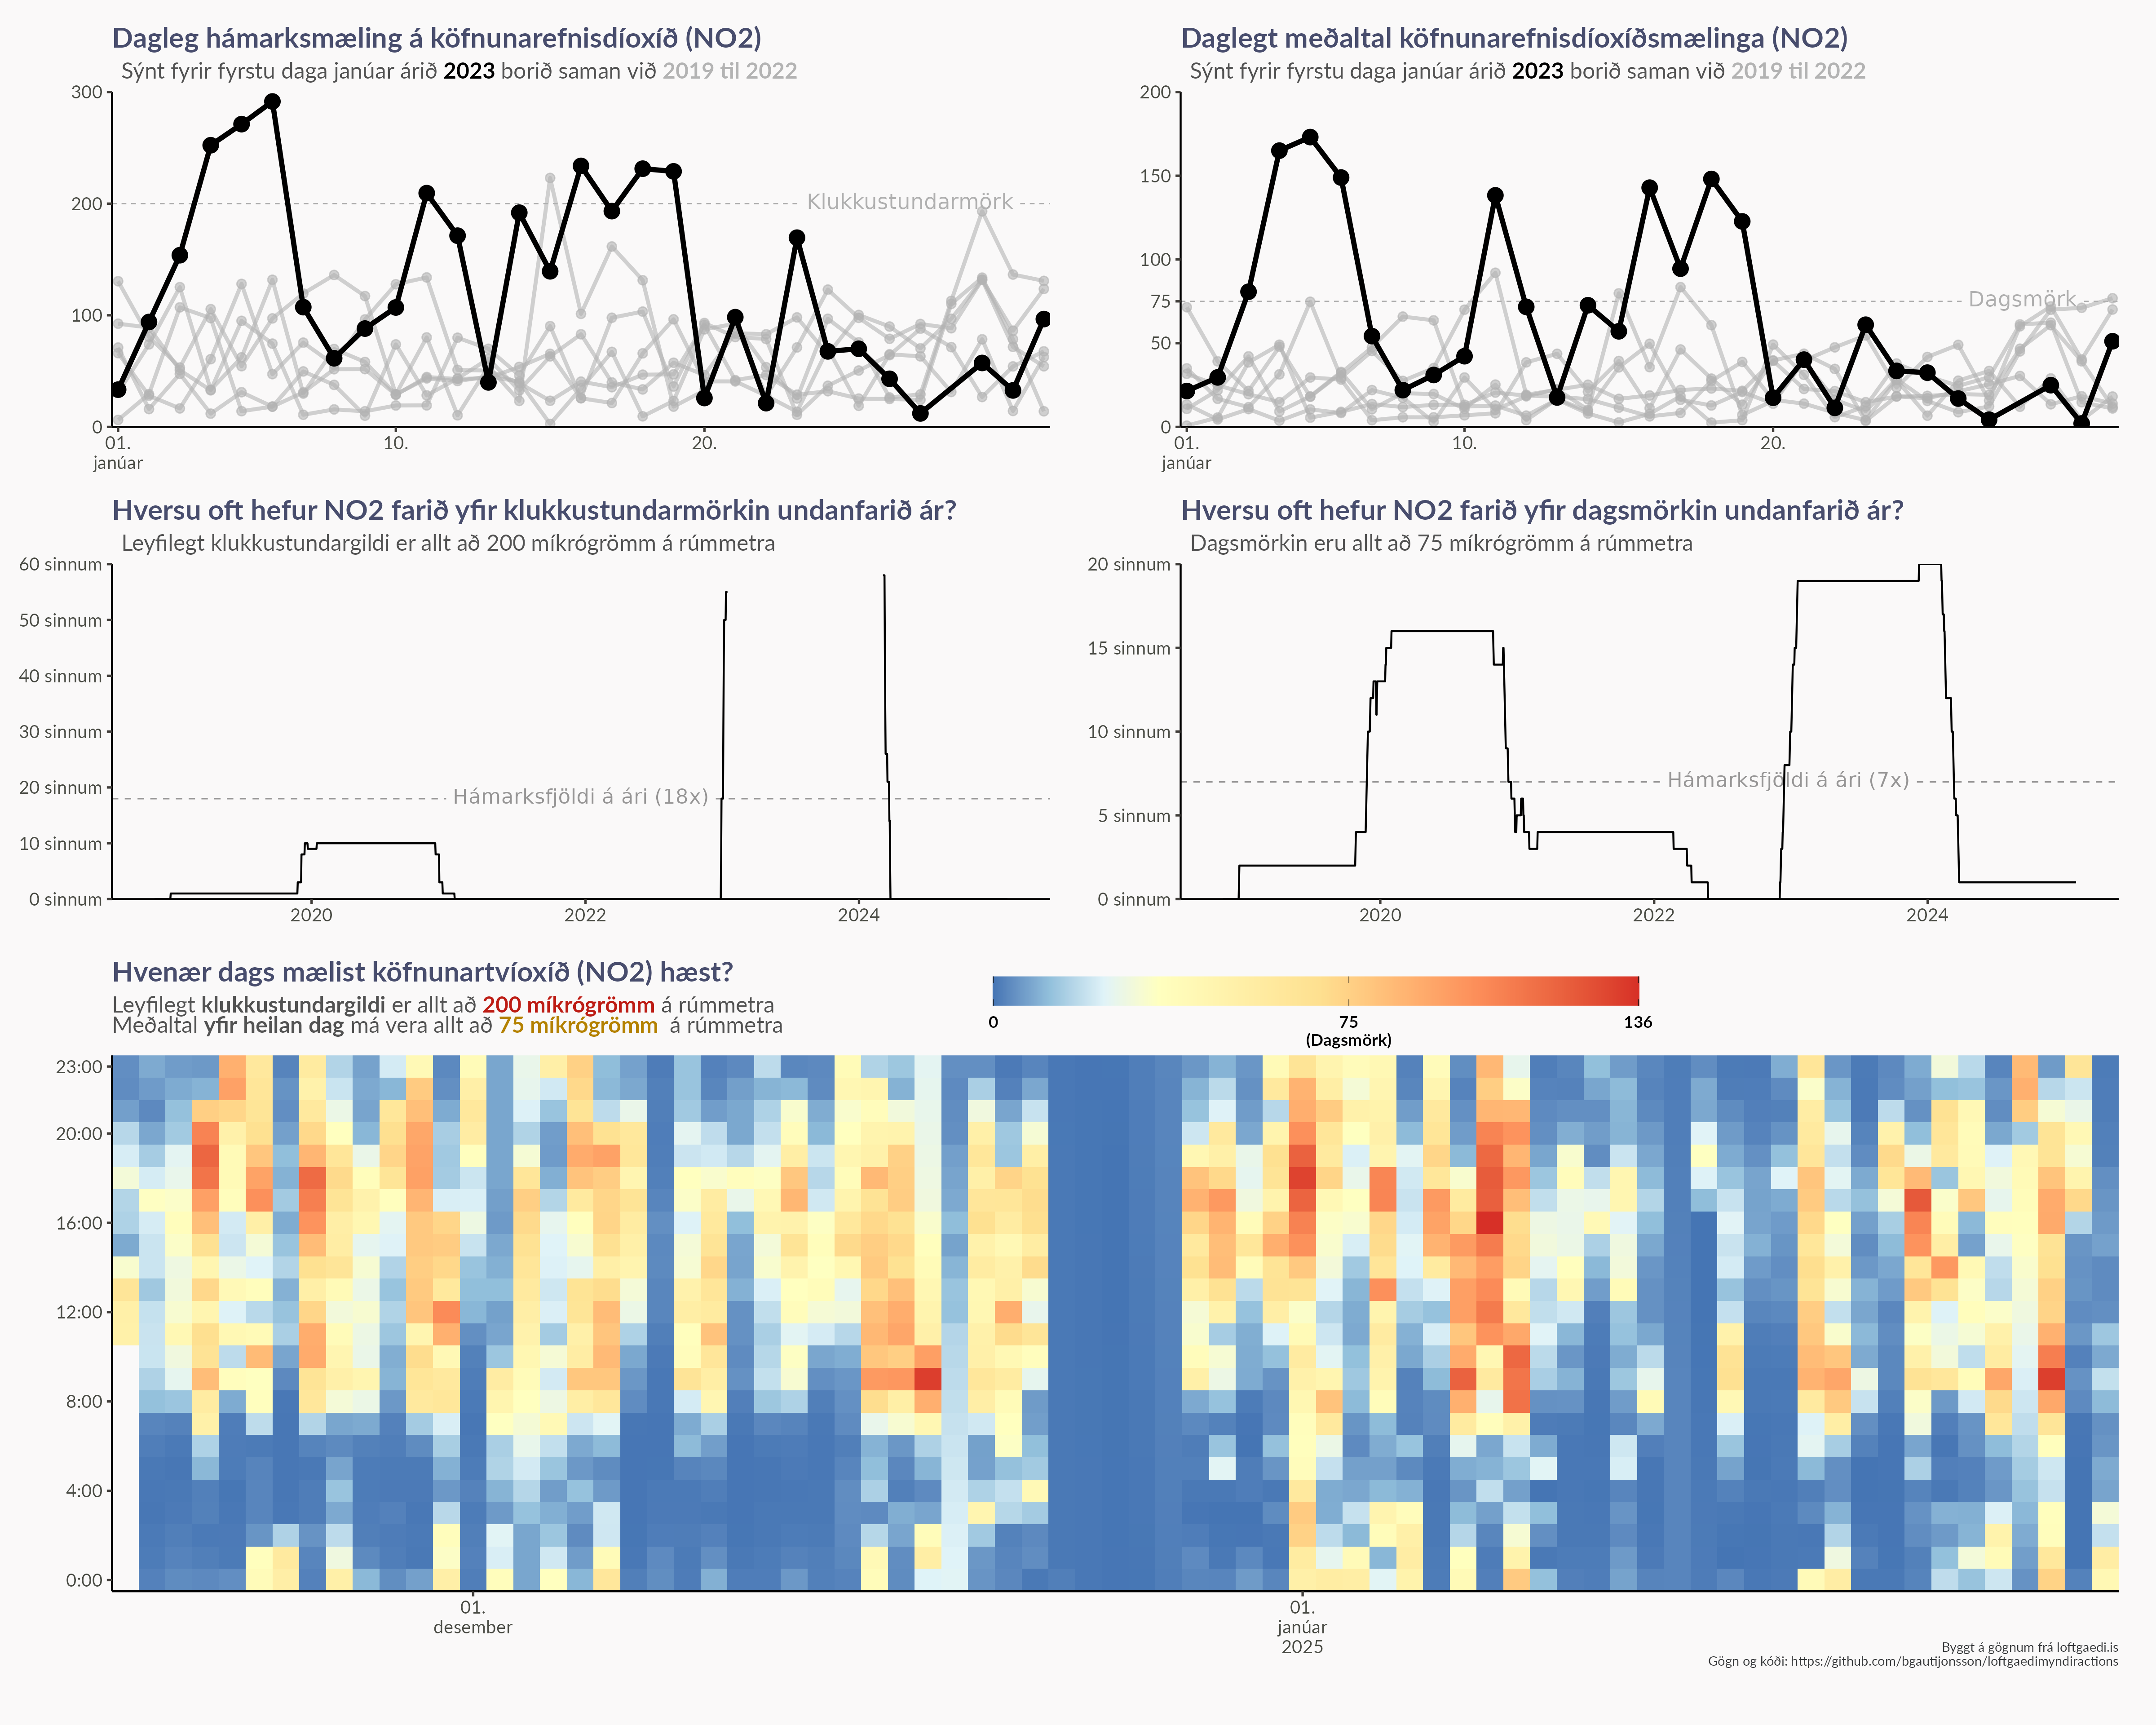 Dagleg hámarksmæling á köfnunarefnisdíoxíð (NO2)
Sýnt fyrir fyrstu daga janúar árið 2023 borið saman við 2019 til 2022
300
200
100
0
Klukkustundarmörk
01.
janúar
10.
20.
Daglegt meðaltal köfnunarefnisdíoxíðsmælinga (NO2)
Sýnt fyrir fyrstu daga janúar árið 2023 borið saman við 2019 til 2022
200
150
100
75
50
0
Dagsmörk
01.
janúar
10.
20.
Hversu oft hefur NO2 farið yfir klukkustundarmörkin undanfarið ár?
Leyfilegt klukkustundargildi er allt að 200 míkrógrömm á rúmmetra
60 sinnum
50 sinnum
40 sinnum
30 sinnum
20 sinnum
10 sinnum
0 sinnum
Hámarksfjöldi á ári (18x)
2020
2022
2024
Hversu oft hefur NO2 farið yfir dagsmörkin undanfarið ár?
Dagsmörkin eru allt að 75 míkrógrömm á rúmmetra
20 sinnum
15 sinnum
10 sinnum
5 sinnum
0 sinnum
Hámarksfjöldi á ári (7x)
2020
2022
2024
Hvenær dags mælist köfnunartvíoxíð (NO2) hæst?
Leyfilegt klukkustundargildi er allt að 200 míkrógrömm á rúmmetra
Meðaltal yfir heilan dag má vera allt að 75 míkrógrömm á rúmmetra
0
75
(Dagsmörk)
136
23:00
20:00
16:00
12:00
8:00
4:00
0:00
01.
desember
01.
janúar
2025
Byggt á gögnum frá loftgaedi.is
Gögn og kóði: https://github.com/bgautijonsson/loftgaedimyndiractions